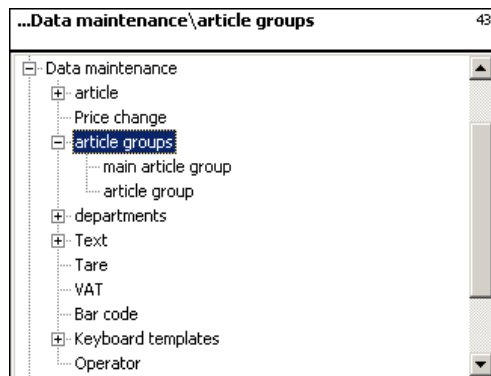 ...Data maintenance\article groups 43
Data maintenance
article
Price change
article groups
main article group
article group
departments
Text
Tare
VAT
Bar code
Keyboard templates
Operator